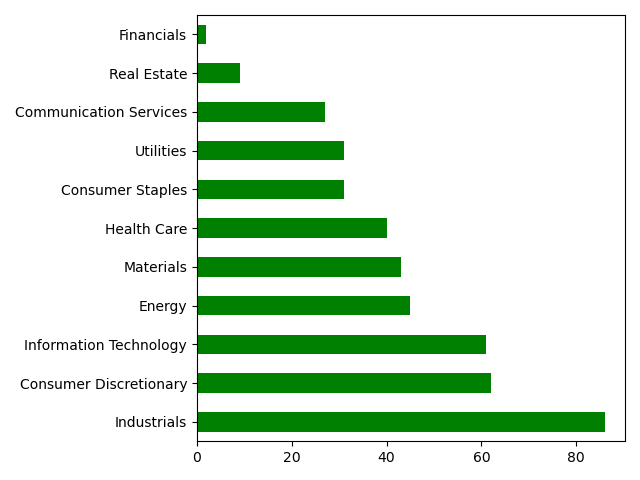 Financials
Real Estate
Communication Services
Utilities
Consumer Staples
Health Care
Materials
Energy
Information Technology
Consumer Discretionary
Industrials
0 20 40 60 80